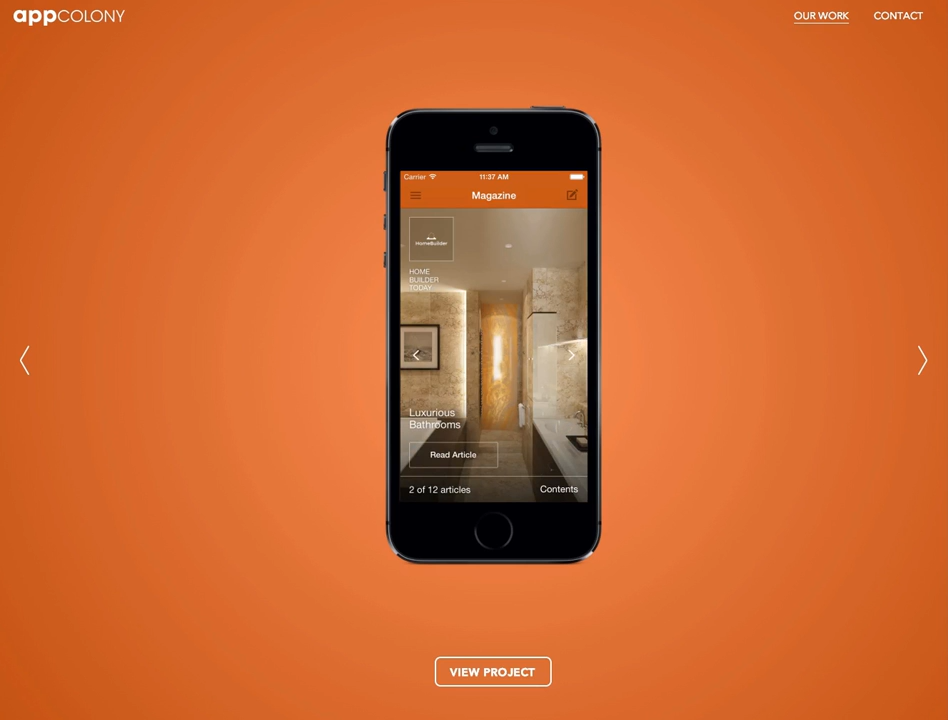 appCOLONY
OUR WORK
CONTACT
Carrier
11:37 AM
Magazine
HomeBuilder
HOME
BUILDER
TODAY
Luxurious
Bathrooms
Read Article
2 of 12 articles
Contents
VIEW PROJECT